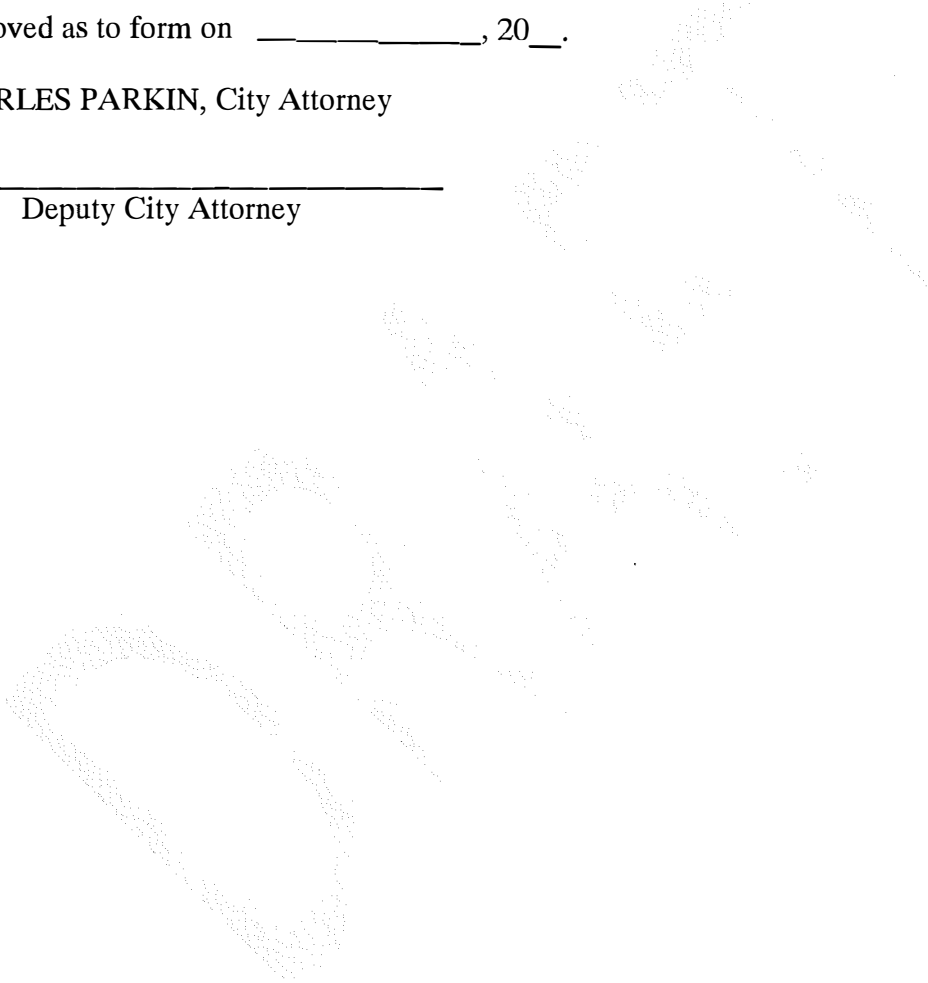 oved as to form on ____________, 20__.
RLES PARKIN, City Attorney
Deputy City Attorney
DRAFT